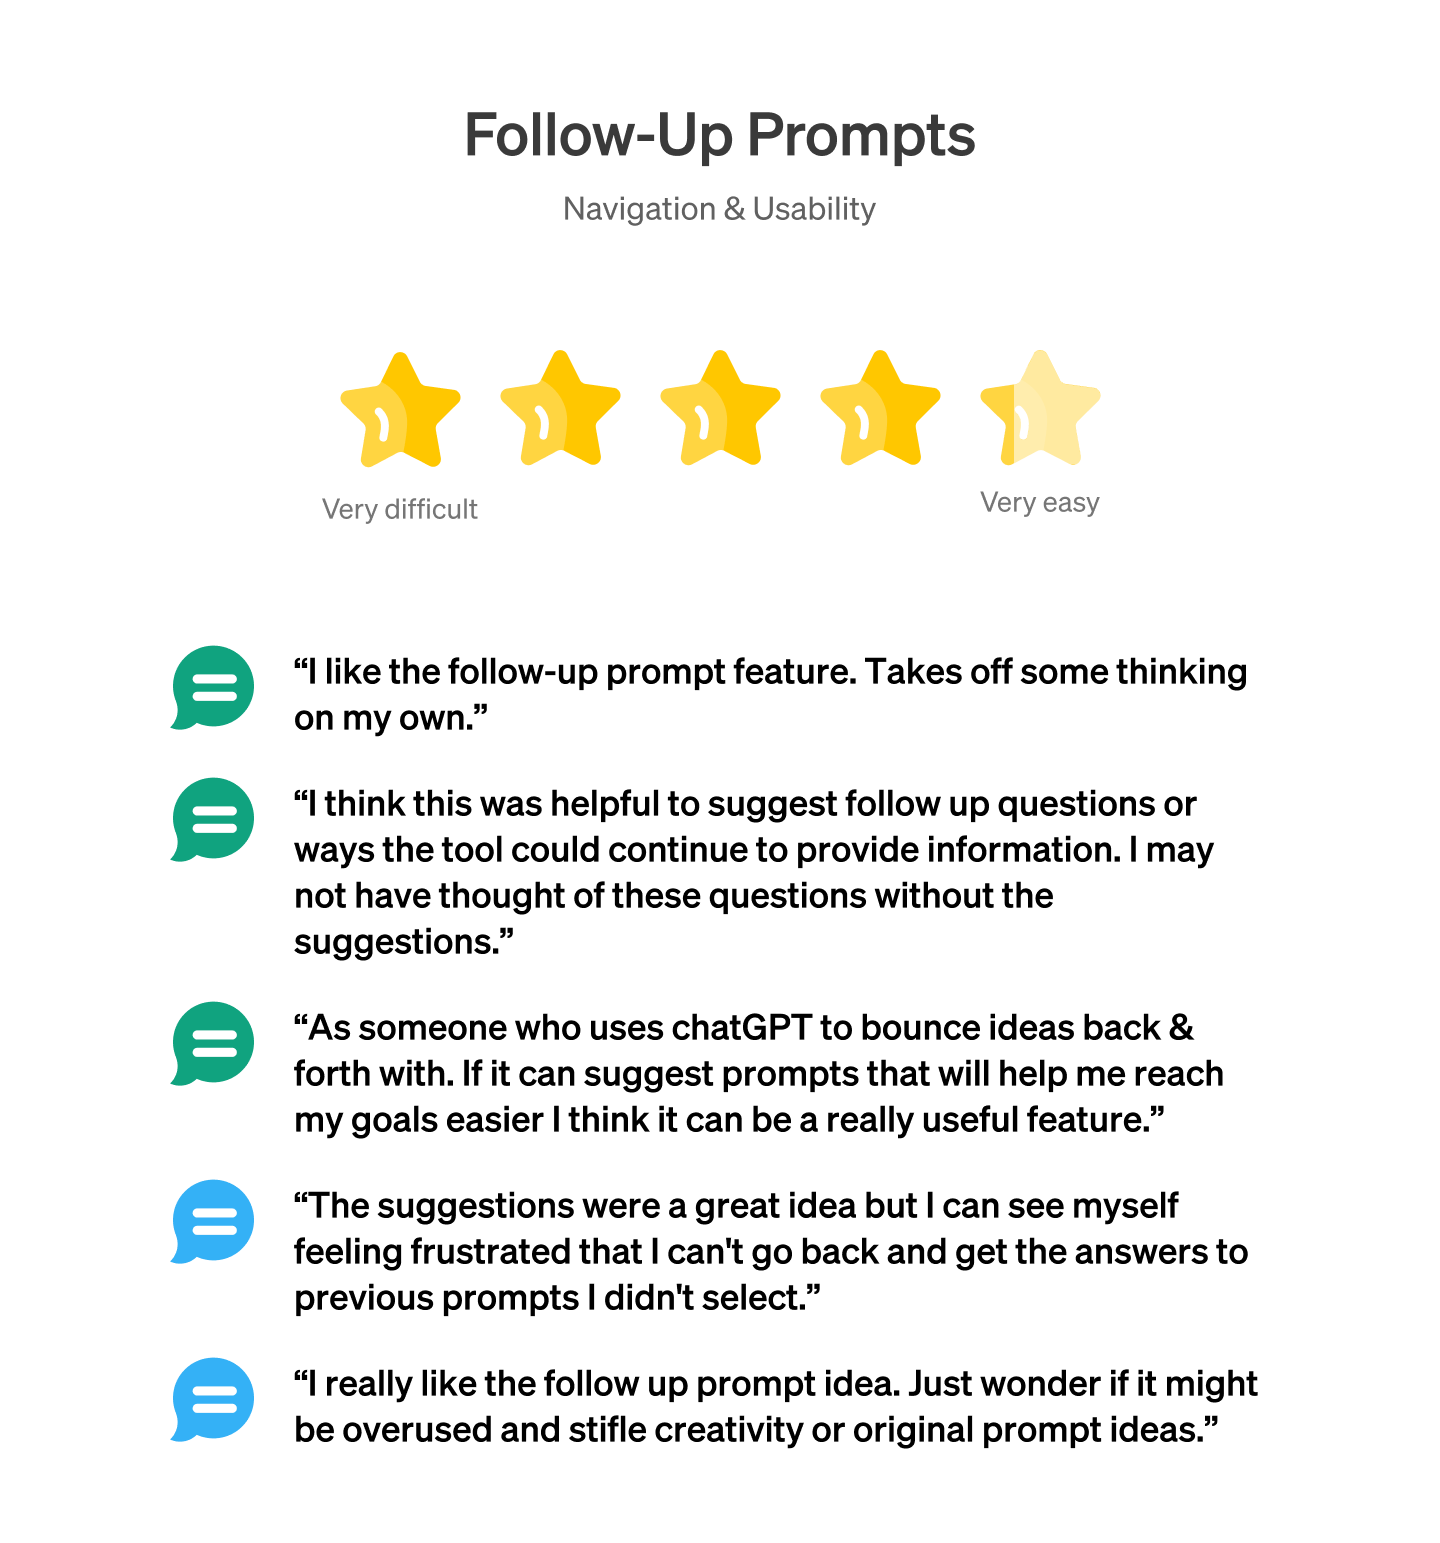 Follow-Up Prompts
Navigation & Usability
Very difficult
Very easy
“I like the follow-up prompt feature. Takes off some thinking
on my own.”
“I think this was helpful to suggest follow up questions or
ways the tool could continue to provide information. I may
not have thought of these questions without the
suggestions.”
“As someone who uses chatGPT to bounce ideas back &
forth with. If it can suggest prompts that will help me reach
my goals easier I think it can be a really useful feature.”
“The suggestions were a great idea but I can see myself
feeling frustrated that I can't go back and get the answers to
previous prompts I didn't select.”
“I really like the follow up prompt idea. Just wonder if it might
be overused and stifle creativity or original prompt ideas.”